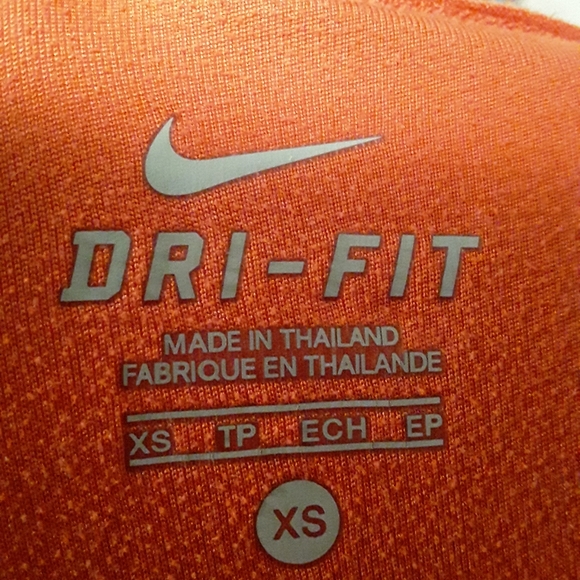 DRI-FIT
MADE IN THAILAND
FABRIQUE EN THAILANDE
XS TP ECH EP
XS